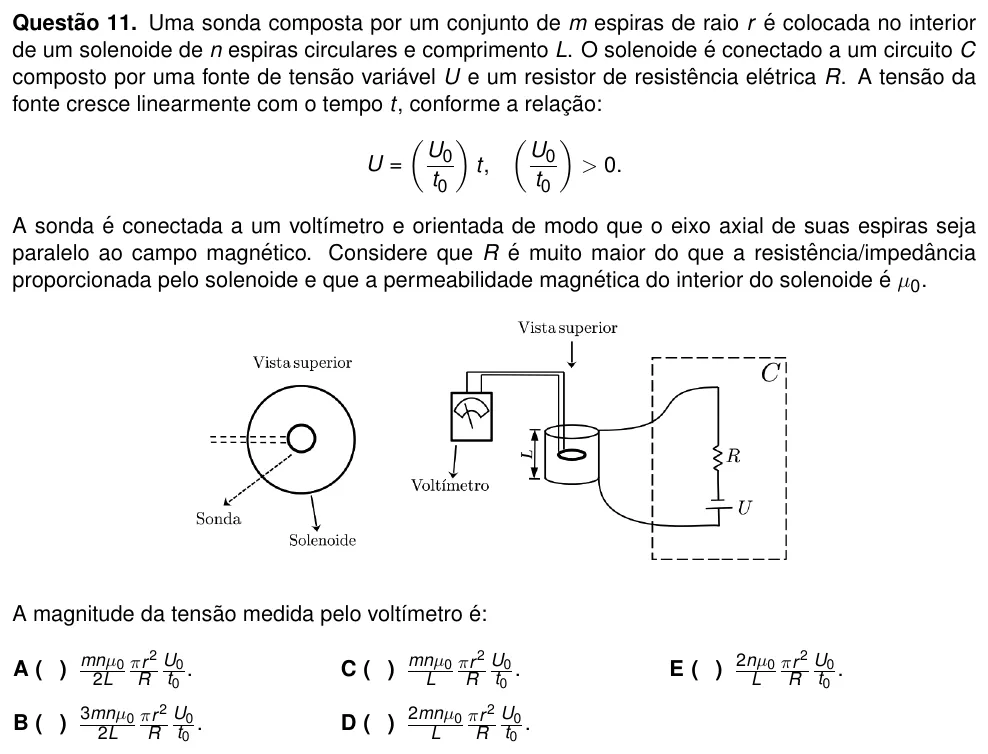 Questão 11. Uma sonda composta por um conjunto de m espiras de raio r é colocada no interior
de um solenoide de n espiras circulares e comprimento L. O solenoide é conectado a um circuito C
composto por uma fonte de tensão variável U e um resistor de resistência elétrica R. A tensão da
fonte cresce linearmente com o tempo t, conforme a relação:
U = (U₀/t₀) t, (U₀/t₀) > 0.
A sonda é conectada a um voltímetro e orientada de modo que o eixo axial de suas espiras seja
paralelo ao campo magnético. Considere que R é muito maior do que a resistência/impedância
proporcionada pelo solenoide e que a permeabilidade magnética do interior do solenoide é μ₀.
Vista superior
Sonda
Solenoide
Vista superior
Voltímetro
L
C
R
U
A magnitude da tensão medida pelo voltímetro é:
A ( ) mnμ₀/2L πr²/R U₀/t₀.
B ( ) 3mnμ₀/2L πr²/R U₀/t₀.
C ( ) mnμ₀/L πr²/R U₀/t₀.
D ( ) 2mnμ₀/L πr²/R U₀/t₀.
E ( ) 2nμ₀/L πr²/R U₀/t₀.